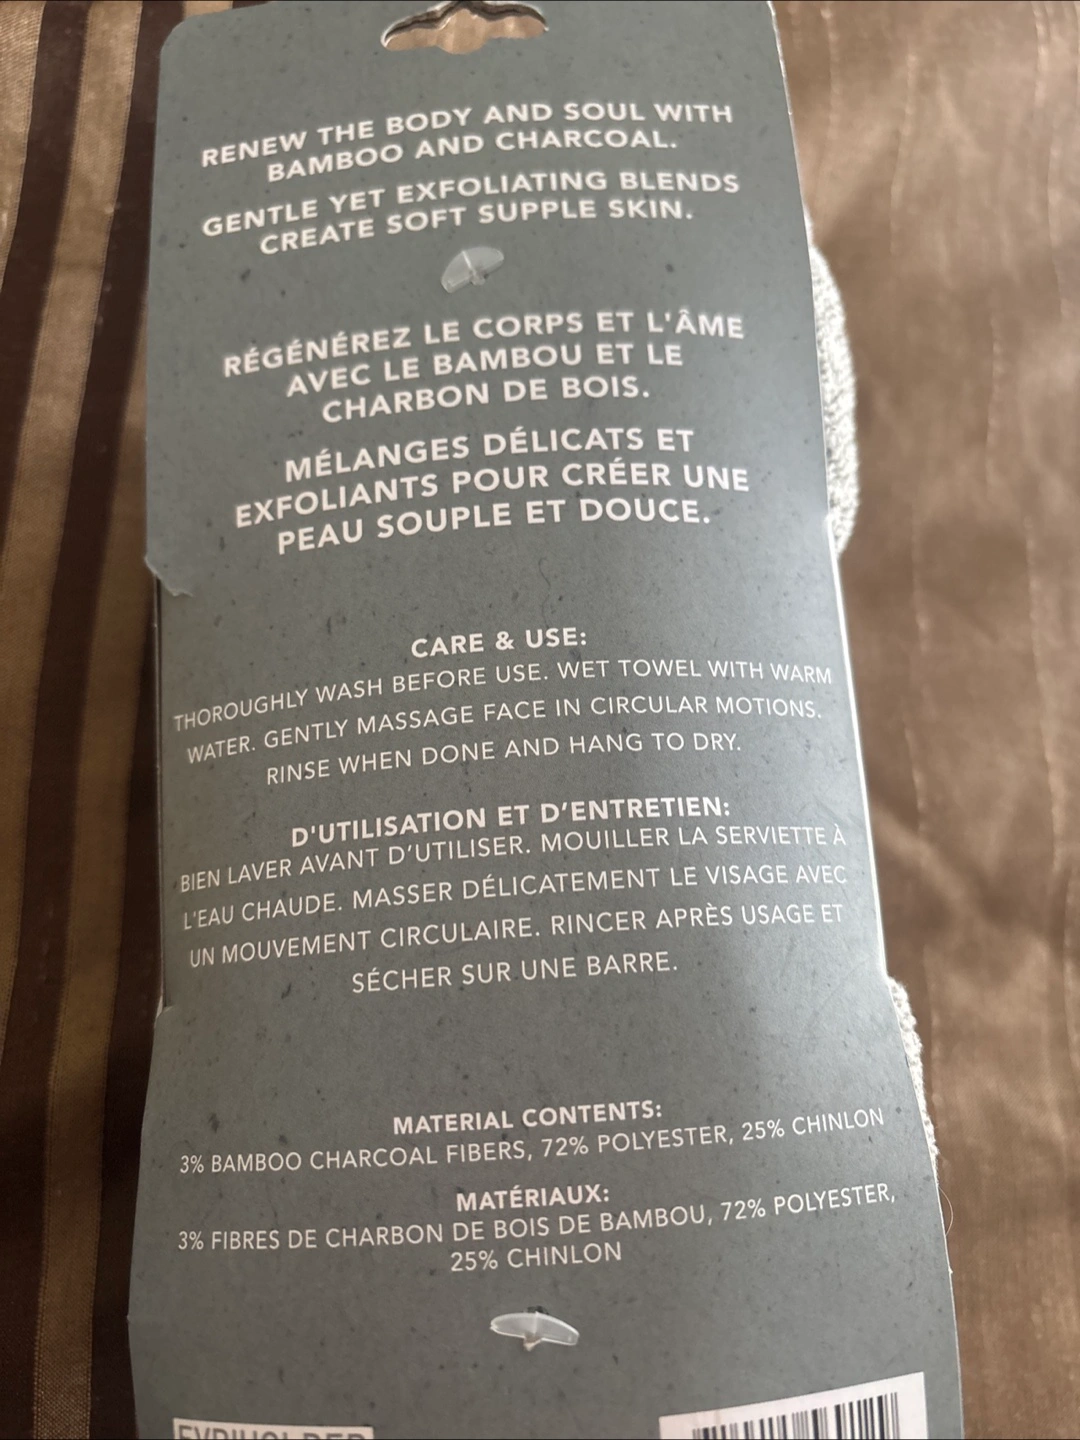 RENEW THE BODY AND SOUL WITH
BAMBOO AND CHARCOAL.
GENTLE YET EXFOLIATING BLENDS
CREATE SOFT SUPPLE SKIN.
RÉGÉNÉREZ LE CORPS ET L'ÂME
AVEC LE BAMBOU ET LE
CHARBON DE BOIS.
MÉLANGES DÉLICATS ET
EXFOLIANTS POUR CRÉER UNE
PEAU SOUPLE ET DOUCE.
CARE & USE:
THOROUGHLY WASH BEFORE USE. WET TOWEL WITH WARM
WATER. GENTLY MASSAGE FACE IN CIRCULAR MOTIONS.
RINSE WHEN DONE AND HANG TO DRY.
D'UTILISATION ET D'ENTRETIEN:
BIEN LAVER AVANT D'UTILISER. MOUILLER LA SERVIETTE À
L'EAU CHAUDE. MASSER DÉLICATEMENT LE VISAGE AVEC
UN MOUVEMENT CIRCULAIRE. RINCER APRÈS USAGE ET
SÉCHER SUR UNE BARRE.
MATERIAL CONTENTS:
3% BAMBOO CHARCOAL FIBERS, 72% POLYESTER, 25% CHINLON
MATÉRIAUX:
3% FIBRES DE CHARBON DE BOIS DE BAMBOU, 72% POLYESTER,
25% CHINLON